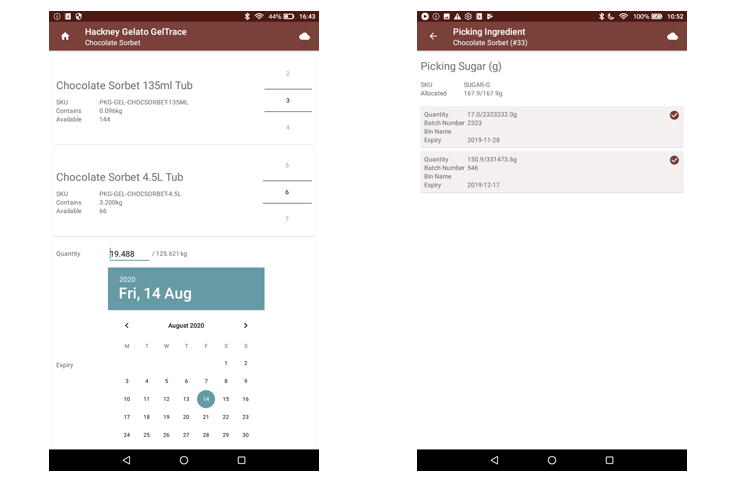 44% 16:43
Hackney Gelato GelTrace
Chocolate Sorbet
2
Chocolate Sorbet 135ml Tub
SKU PKG-GEL-CHOCSORBET-135ML
3
Contains 0.096kg
Available 144
4
5
Chocolate Sorbet 4.5L Tub
SKU PKG-GEL-CHOCSORBET-4.5L
6
Contains 3.200kg
Available 66
7
Quantity 19.488 / 125.621 kg
2020
Fri, 14 Aug
August 2020
M T W T F S S
Expiry
1 2
3 4 5 6 7 8 9
10 11 12 13 14 15 16
17 18 19 20 21 22 23
24 25 26 27 28 29 30
100% 10:52
Picking Ingredient
Chocolate Sorbet (#33)
Picking Sugar (g)
SKU SUGAR-G
Allocated 167.9/167.9g
Quantity 17.0/2323232.0g
Batch Number 2323
Bin Name
Expiry 2019-11-28
Quantity 150.9/331473.6g
Batch Number 546
Bin Name
Expiry 2019-12-17